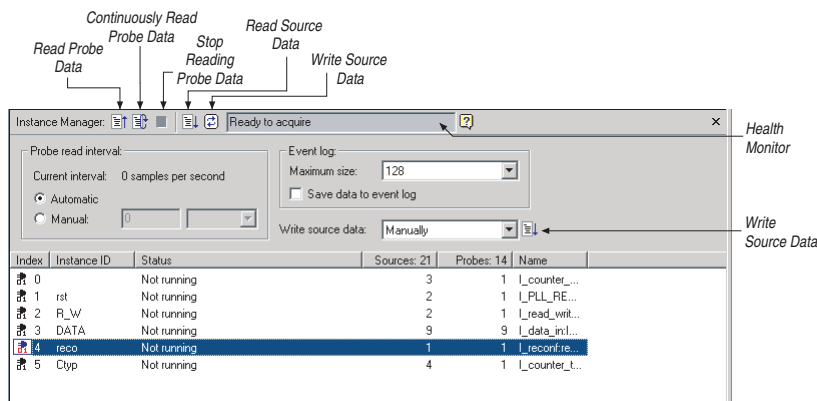 Continuously Read
Probe Data
Read Probe
Data
Stop
Reading
Probe Data
Read Source
Data
Write Source
Data
Instance Manager:
Ready to acquire
Health
Monitor
Probe read interval:
Current interval: 0 samples per second
Automatic
Manual: 0
Event log:
Maximum size: 128
Save data to event log
Write source data: Manually
Write
Source Data
Index Instance ID Status Sources: 21 Probes: 14 Name
0 Not running 3 1 I_counter_...
1 rst Not running 2 1 I_PLL_RE...
2 R_W Not running 2 1 I_read_writ...
3 DATA Not running 9 9 I_data_in:I...
4 reco Not running 1 1 I_reconf:re...
5 Ctyp Not running 4 1 I_counter_t...